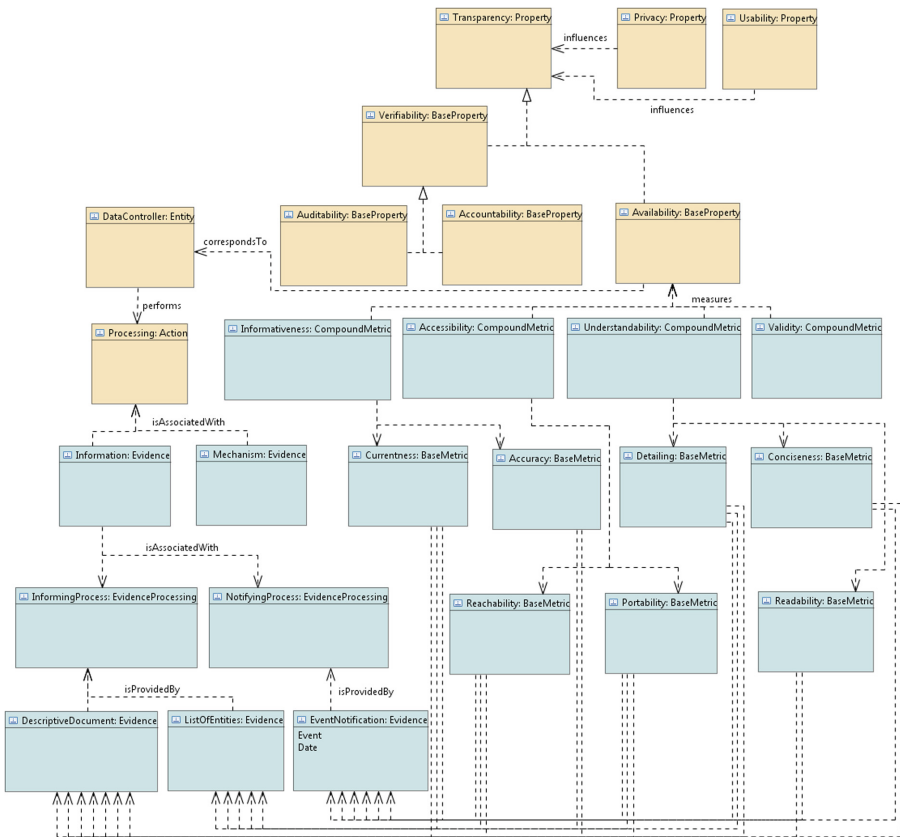 Transparency: Property
Privacy: Property
Usability: Property
influences
influences
Verifiability: BaseProperty
DataController: Entity
Auditability: BaseProperty
Accountability: BaseProperty
Availability: BaseProperty
correspondsTo
performs
measures
Processing: Action
Informativeness: CompoundMetric
Accessibility: CompoundMetric
Understandability: CompoundMetric
Validity: CompoundMetric
isAssociatedWith
Information: Evidence
Mechanism: Evidence
Currentness: BaseMetric
Accuracy: BaseMetric
Detailing: BaseMetric
Conciseness: BaseMetric
isAssociatedWith
InformingProcess: EvidenceProcessing
NotifyingProcess: EvidenceProcessing
Reachability: BaseMetric
Portability: BaseMetric
Readability: BaseMetric
isProvidedBy
isProvidedBy
DescriptiveDocument: Evidence
ListOfEntities: Evidence
EventNotification: Evidence
Event
Date